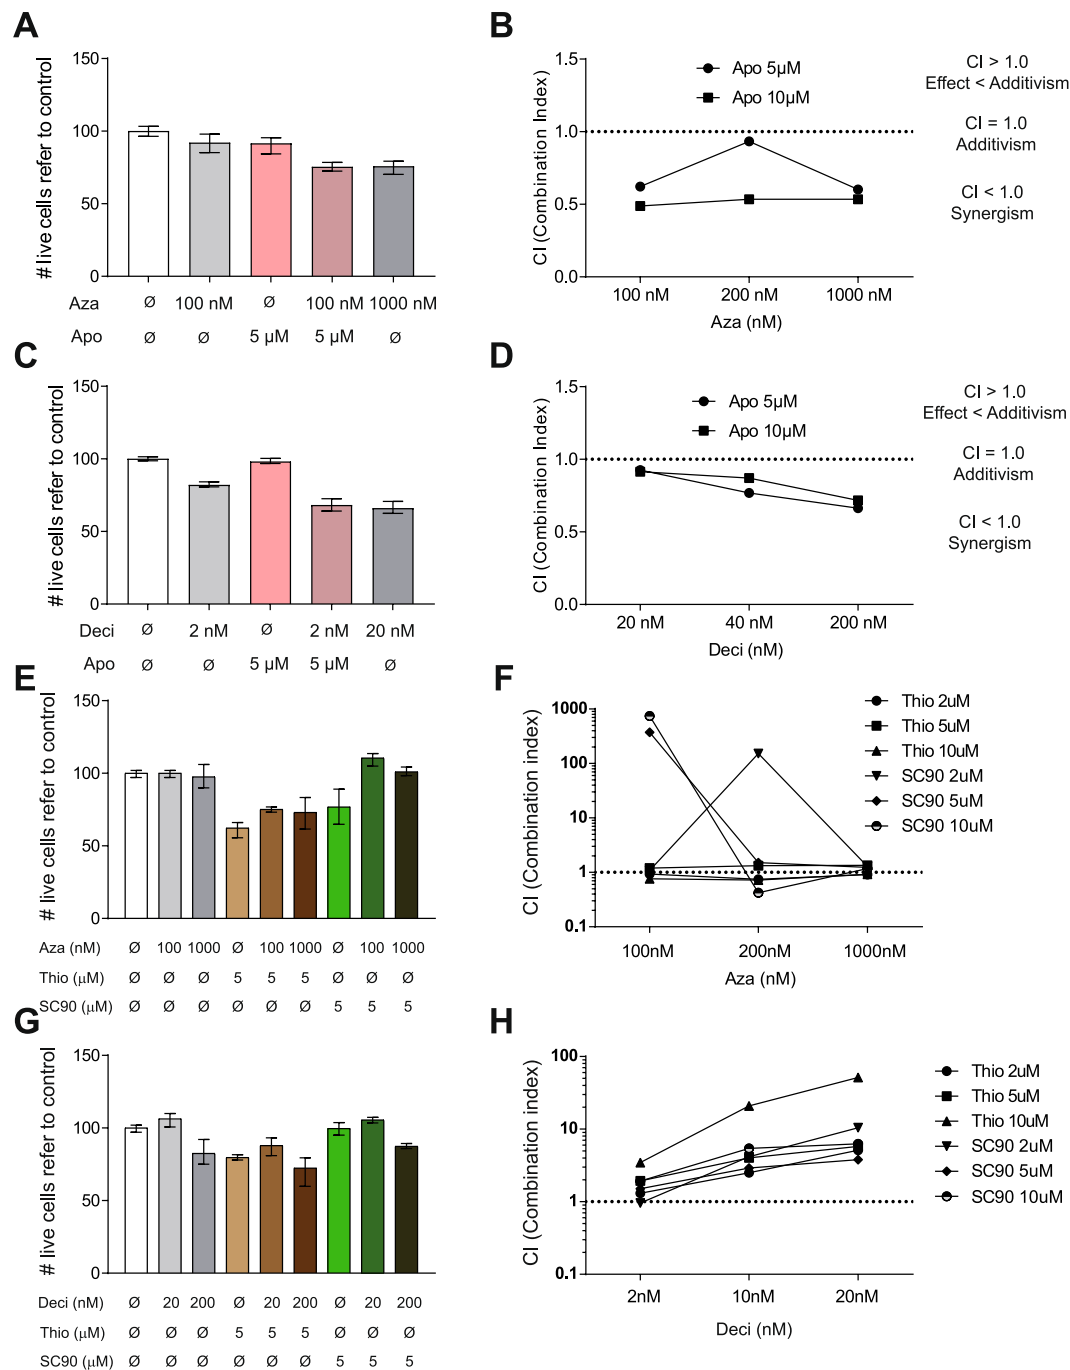 A
# live cells refer to control
150
100
50
0
Aza Ø 100 nM Ø 100 nM 1000 nM
Apo Ø Ø 5 µM 5 µM Ø
B
CI (Combination Index)
1.5
1.0
0.5
0.0
Apo 5µM
Apo 10µM
100 nM 200 nM 1000 nM
Aza (nM)
CI > 1.0
Effect < Additivism
CI = 1.0
Additivism
CI < 1.0
Synergism
C
# live cells refer to control
150
100
50
0
Deci Ø 2 nM Ø 2 nM 20 nM
Apo Ø Ø 5 µM 5 µM Ø
D
CI (Combination Index)
1.5
1.0
0.5
0.0
Apo 5µM
Apo 10µM
20 nM 40 nM 200 nM
Deci (nM)
CI > 1.0
Effect < Additivism
CI = 1.0
Additivism
CI < 1.0
Synergism
E
# live cells refer to control
150
100
50
0
Aza (nM) Ø 100 1000 Ø 100 1000 Ø 100 1000
Thio (µM) Ø Ø Ø 5 5 5 Ø Ø Ø
SC90 (µM) Ø Ø Ø Ø Ø Ø 5 5 5
F
CI (Combination index)
1000
100
10
1
0.1
Thio 2uM
Thio 5uM
Thio 10uM
SC90 2uM
SC90 5uM
SC90 10uM
100nM 200nM 1000nM
Aza (nM)
G
# live cells refer to control
150
100
50
0
Deci (nM) Ø 20 200 Ø 20 200 Ø 20 200
Thio (µM) Ø Ø Ø 5 5 5 Ø Ø Ø
SC90 (µM) Ø Ø Ø Ø Ø Ø 5 5 5
H
CI (Combination index)
100
10
1
0.1
Thio 2uM
Thio 5uM
Thio 10uM
SC90 2uM
SC90 5uM
SC90 10uM
2nM 10nM 20nM
Deci (nM)